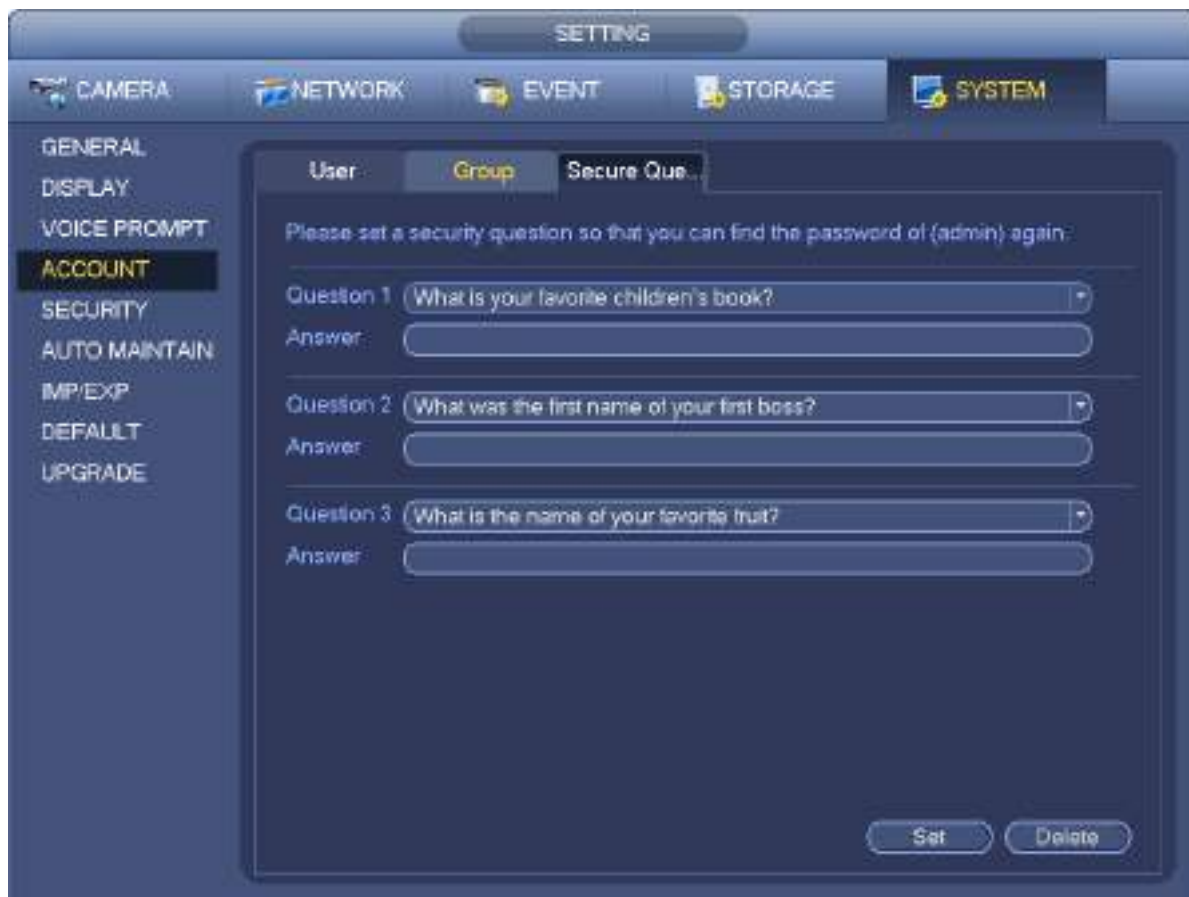 SETTING
CAMERA NETWORK EVENT STORAGE SYSTEM
GENERAL
DISPLAY
VOICE PROMPT
ACCOUNT
SECURITY
AUTO MAINTAIN
IMP/EXP
DEFAULT
UPGRADE
User Group Secure Que...
Please set a security question so that you can find the password of (admin) again.
Question 1 What is your favorite children's book?
Answer
Question 2 What was the first name of your first boss?
Answer
Question 3 What is the name of your favorite fruit?
Answer
Set Delete